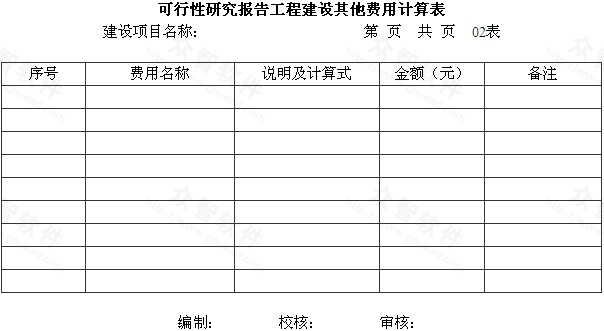 可行性研究报告工程建设其他费用计算表
建设项目名称: 第 页 共 页 02表
序号 费用名称 说明及计算式 金额（元） 备注
编制: 校核: 审核: